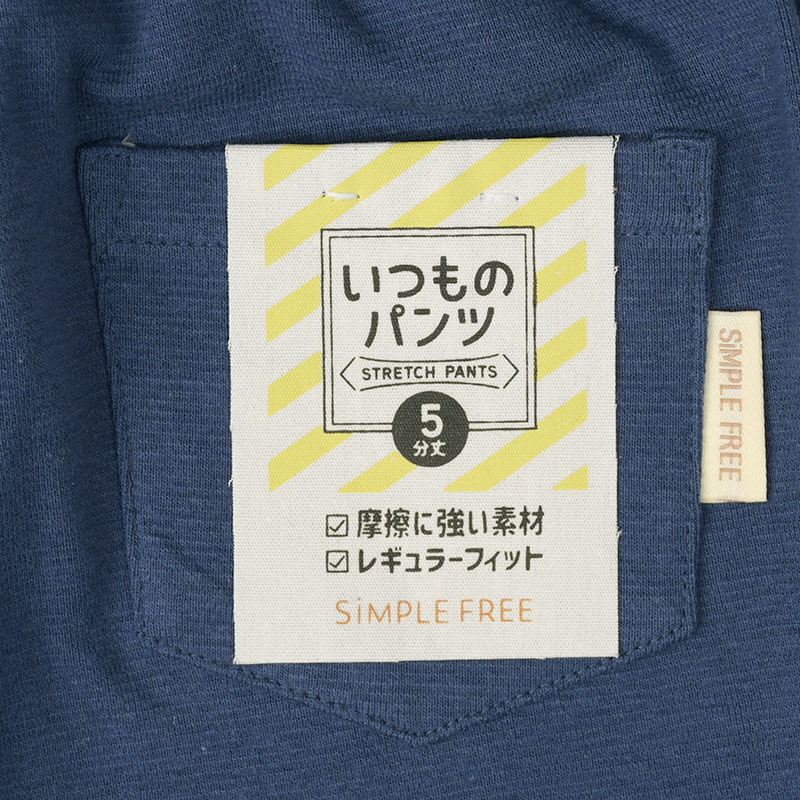 いつもの
パンツ
STRETCH PANTS
5
分丈
☑摩擦に強い素材
☑レギュラーフィット
SiMPLE FREE
SiMPLE FREE